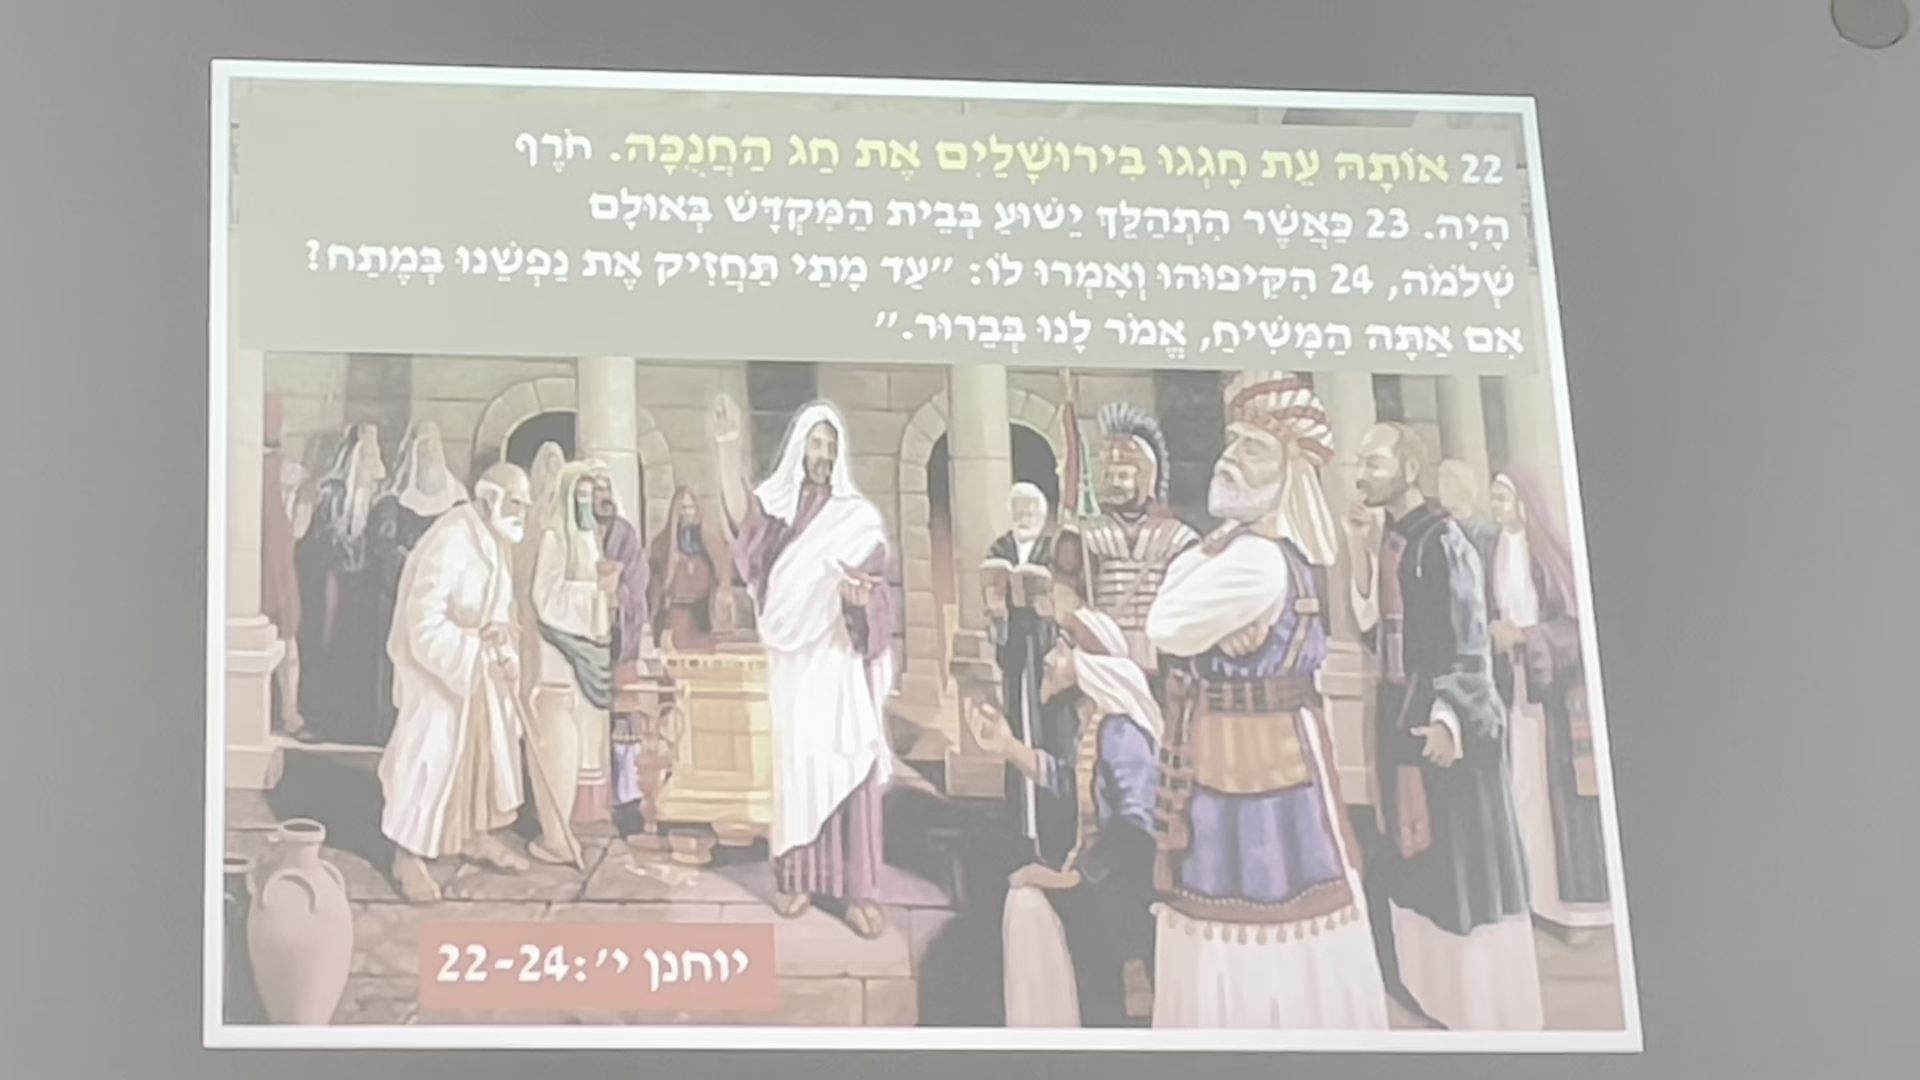 22 אוֹתָהּ עֵת חָגְגוּ בִּירוּשָׁלַיִם אֶת חַג הַחֲנֻכָּה. חֹרֶף
הָיָה. 23 כַּאֲשֶׁר הִתְהַלֵּךְ יֵשׁוּעַ בְּבֵית הַמִּקְדָּשׁ בְּאוּלָם
שְׁלֹמֹה, 24 הִקִּיפוּהוּ וְאָמְרוּ לוֹ: ״עַד מָתַי תַּחֲזִיק אֶת נַפְשֵׁנוּ בְּמֶתַח?
אִם אַתָּה הַמָּשִׁיחַ, אֱמֹר לָנוּ בְּבֵרוּר.״
יוחנן י׳:22-24